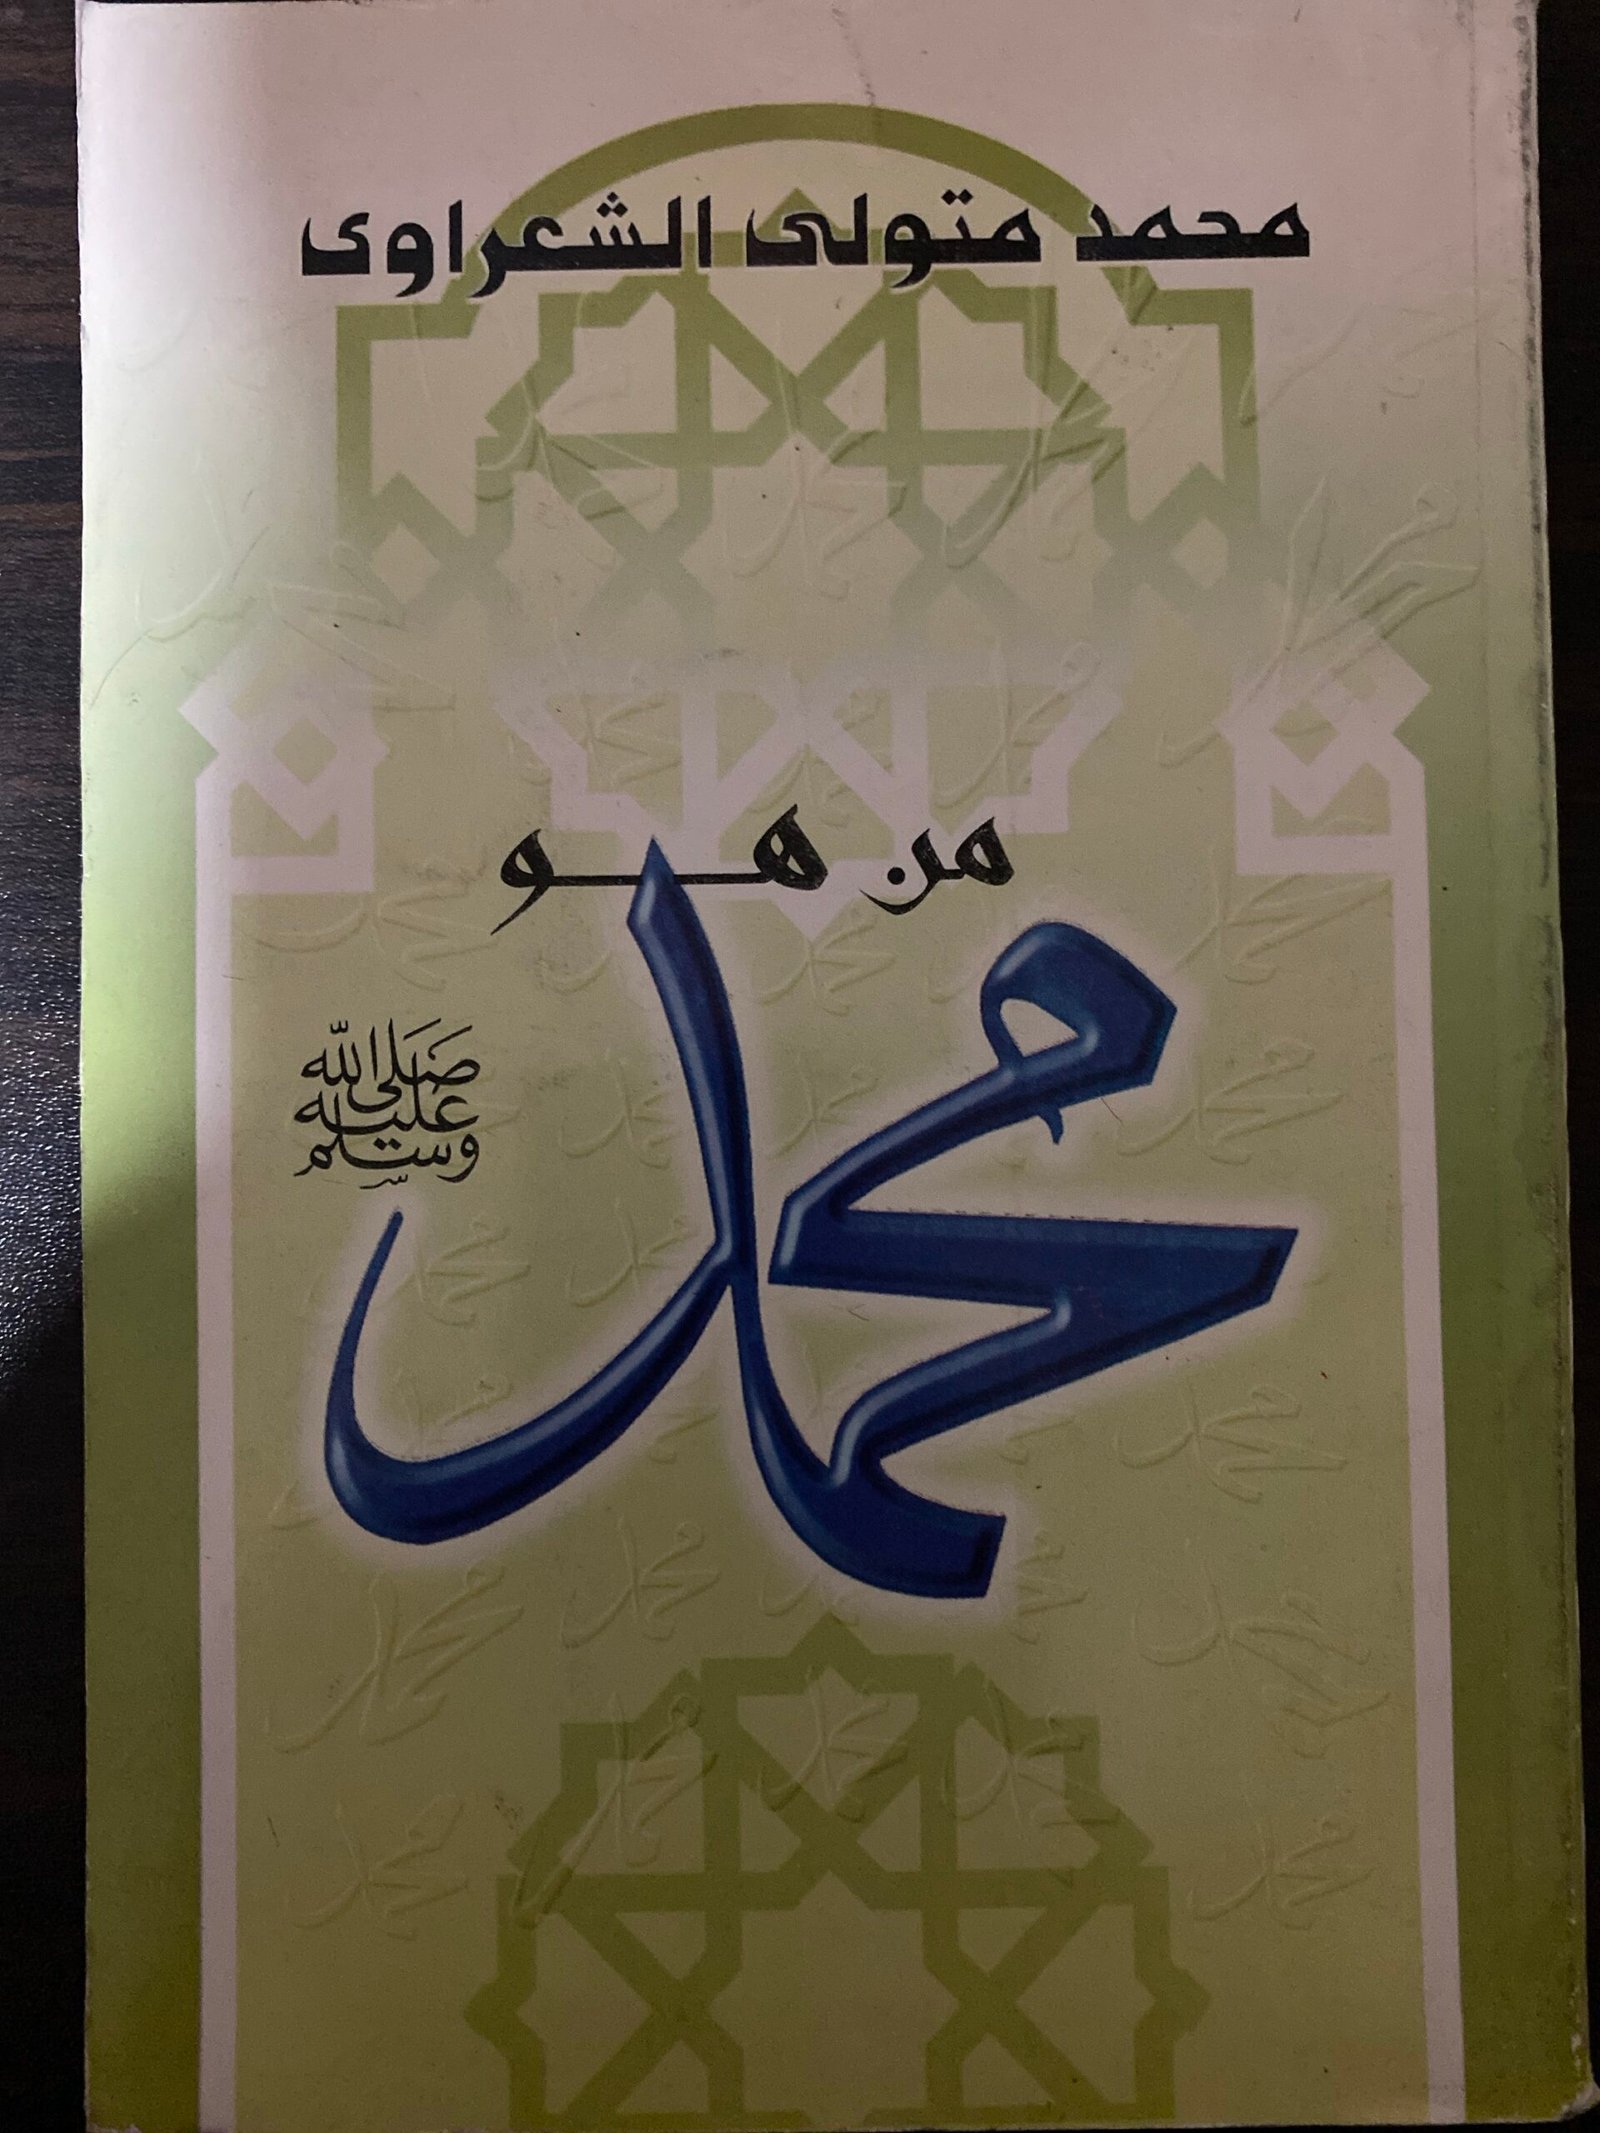 محمد متولى الشعراوى
من هو
محمد
صلى الله
عليه
وسلم